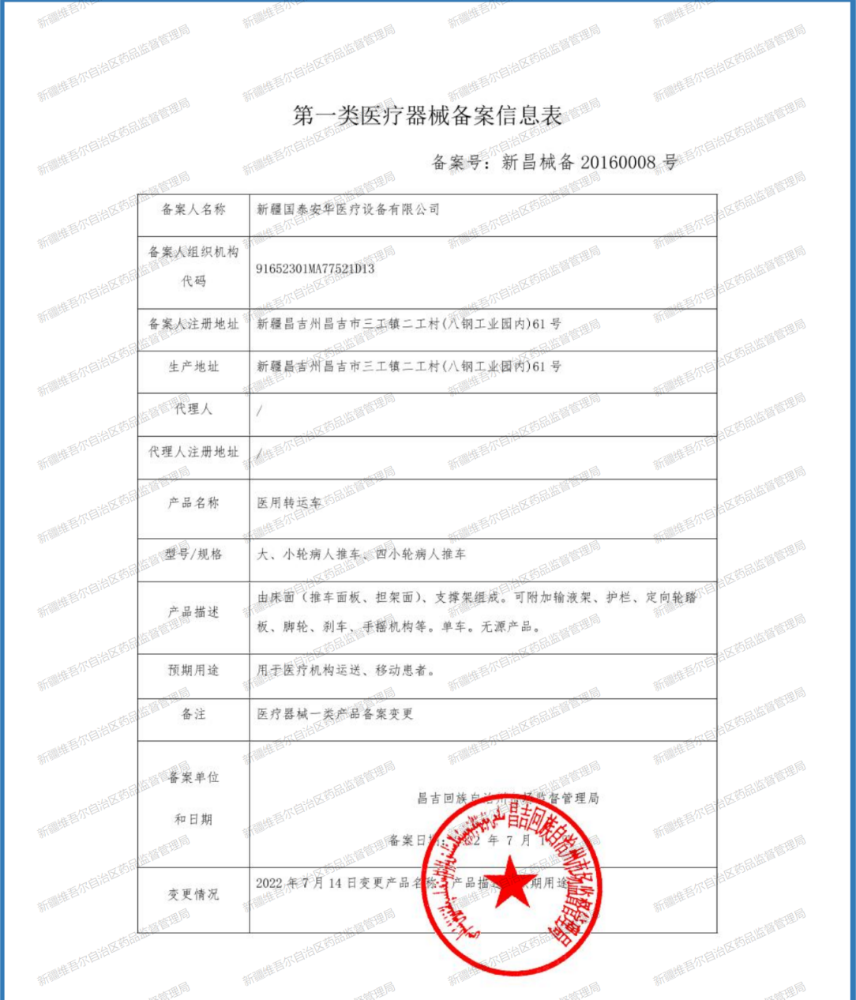 第一类医疗器械备案信息表
备案号：新昌械备 20160008 号
备案人名称
新疆国泰安华医疗设备有限公司
备案人组织机构
代码
91652301MA77521D13
备案人注册地址
新疆昌吉州昌吉市三工镇二工村(八钢工业园内)61 号
生产地址
新疆昌吉州昌吉市三工镇二工村(八钢工业园内)61 号
代理人
/
代理人注册地址
/
产品名称
医用转运车
型号/规格
大、小轮病人推车、四小轮病人推车
产品描述
由床面（推车面板、担架面）、支撑架组成。可附加输液架、护栏、定向轮踏
板、脚轮、刹车、手摇机构等。单车。无源产品。
预期用途
用于医疗机构运送、移动患者。
备注
医疗器械一类产品备案变更
备案单位
和日期
昌吉回族自治州市场监督管理局
备案日期： 2 年 7 月 1
变更情况
2022 年 7 月 14 日变更产品名称 产品描述 预期用途
昌吉回族自治州市场监督管理局
新疆维吾尔自治区药品监督管理局